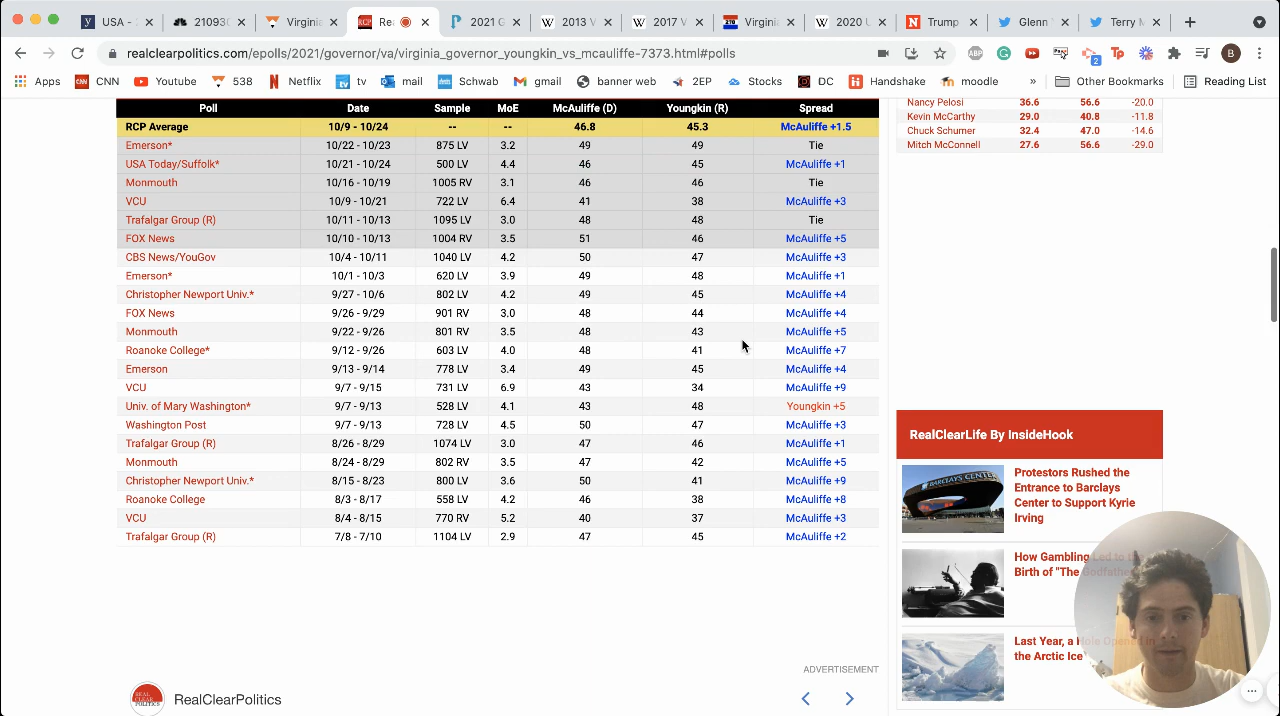 USA -
210930
Virginia
Rea
2021 G
2013 V
2017 V
Virginia
2020 U
Trump
Glenn
Terry M
realclearpolitics.com/epolls/2021/governor/va/virginia_governor_youngkin_vs_mcauliffe-7373.html#polls
Apps CNN Youtube 538 Netflix tv mail Schwab gmail banner web 2EP Stocks DC Handshake moodle » Other Bookmarks Reading List
Poll Date Sample MoE McAuliffe (D) Youngkin (R) Spread
RCP Average 10/9 - 10/24 -- -- 46.8 45.3 McAuliffe +1.5
Emerson* 10/22 - 10/23 875 LV 3.2 49 49 Tie
USA Today/Suffolk* 10/21 - 10/24 500 LV 4.4 46 45 McAuliffe +1
Monmouth 10/16 - 10/19 1005 RV 3.1 46 46 Tie
VCU 10/9 - 10/21 722 LV 6.4 41 38 McAuliffe +3
Trafalgar Group (R) 10/11 - 10/13 1095 LV 3.0 48 48 Tie
FOX News 10/10 - 10/13 1004 RV 3.5 51 46 McAuliffe +5
CBS News/YouGov 10/4 - 10/11 1040 LV 4.2 50 47 McAuliffe +3
Emerson* 10/1 - 10/3 620 LV 3.9 49 48 McAuliffe +1
Christopher Newport Univ.* 9/27 - 10/6 802 LV 4.2 49 45 McAuliffe +4
FOX News 9/26 - 9/29 901 RV 3.0 48 44 McAuliffe +4
Monmouth 9/22 - 9/26 801 RV 3.5 48 43 McAuliffe +5
Roanoke College* 9/12 - 9/26 603 LV 4.0 48 41 McAuliffe +7
Emerson 9/13 - 9/14 778 LV 3.4 49 45 McAuliffe +4
VCU 9/7 - 9/15 731 LV 6.9 43 34 McAuliffe +9
Univ. of Mary Washington* 9/7 - 9/13 528 LV 4.1 43 48 Youngkin +5
Washington Post 9/7 - 9/13 728 LV 4.5 50 47 McAuliffe +3
Trafalgar Group (R) 8/26 - 8/29 1074 LV 3.0 47 46 McAuliffe +1
Monmouth 8/24 - 8/29 802 RV 3.5 47 42 McAuliffe +5
Christopher Newport Univ.* 8/15 - 8/23 800 LV 3.6 50 41 McAuliffe +9
Roanoke College 8/3 - 8/17 558 LV 4.2 46 38 McAuliffe +8
VCU 8/4 - 8/15 770 RV 5.2 40 37 McAuliffe +3
Trafalgar Group (R) 7/8 - 7/10 1104 LV 2.9 47 45 McAuliffe +2
ADVERTISEMENT
RealClearPolitics
Nancy Pelosi 36.6 56.6 -20.0
Kevin McCarthy 29.0 40.8 -11.8
Chuck Schumer 32.4 47.0 -14.6
Mitch McConnell 27.6 56.6 -29.0
RealClearLife By InsideHook
Protestors Rushed the
Entrance to Barclays
Center to Support Kyrie
Irving
How Gambling Led to the
Birth of "The Godfather"
Last Year, a Hole Opened in
the Arctic Ice